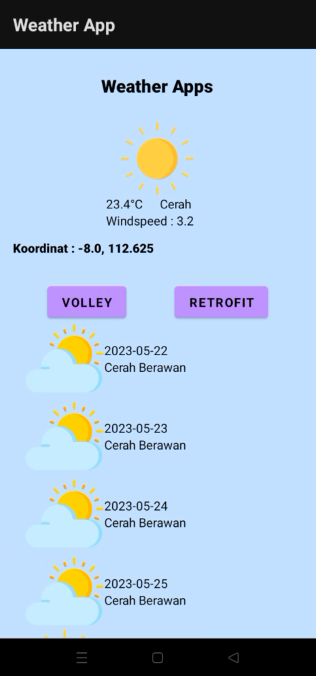 Weather App
Weather Apps
23.4°C Cerah
Windspeed : 3.2
Koordinat : -8.0, 112.625
VOLLEY RETROFIT
2023-05-22
Cerah Berawan
2023-05-23
Cerah Berawan
2023-05-24
Cerah Berawan
2023-05-25
Cerah Berawan